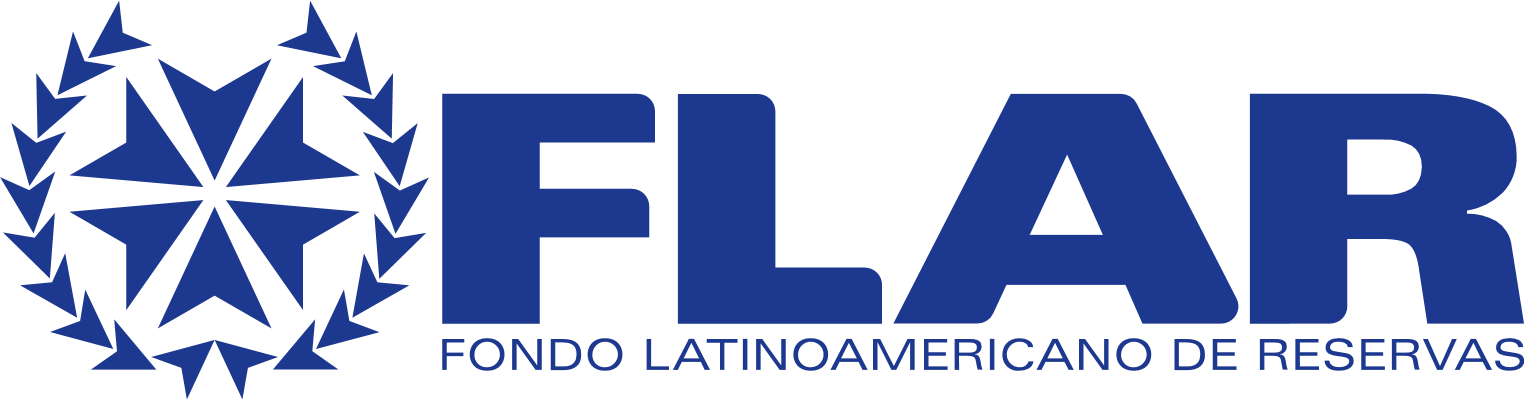 FLAR
FONDO LATINOAMERICANO DE RESERVAS